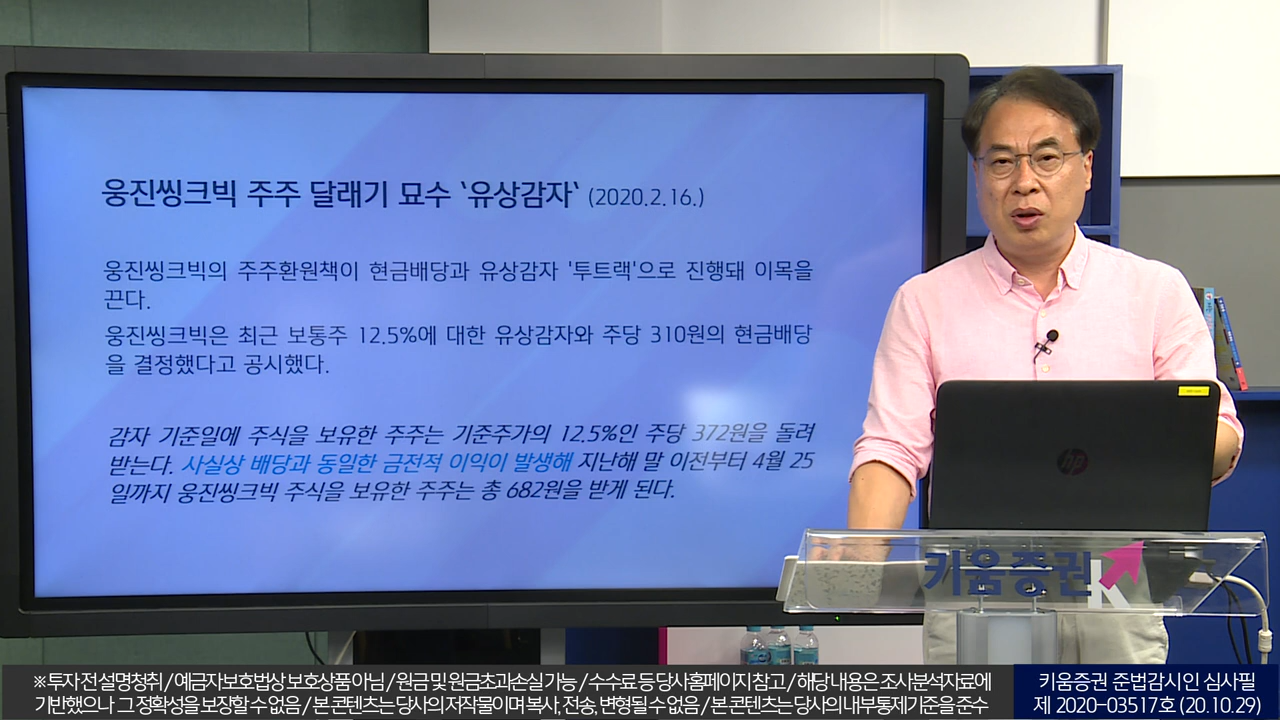 웅진씽크빅 주주 달래기 묘수 '유상감자' (2020.2.16.)
웅진씽크빅의 주주환원책이 현금배당과 유상감자 '투트랙'으로 진행돼 이목을
끈다.
웅진씽크빅은 최근 보통주 12.5%에 대한 유상감자와 주당 310원의 현금배당
을 결정했다고 공시했다.
감자 기준일에 주식을 보유한 주주는 기준주가의 12.5%인 주당 372원을 돌려
받는다. 사실상 배당과 동일한 금전적 이익이 발생해 지난해 말 이전부터 4월 25
일까지 웅진씽크빅 주식을 보유한 주주는 총 682원을 받게 된다.
hp
키움증권
※ 투자 전 설명청취 / 예금자보호법상 보호상품 아님 / 원금 및 원금초과손실 가능 / 수수료 등 당사홈페이지 참고 / 해당 내용은 조사분석자료에
기반했으나 그 정확성을 보장할 수 없음 / 본 콘텐츠는 당사의 저작물이며 복사, 전송, 변형될 수 없음 / 본 콘텐츠는 당사의 내부통제기준을 준수
키움증권 준법감시인 심사필
제 2020-03517호 (20.10.29)